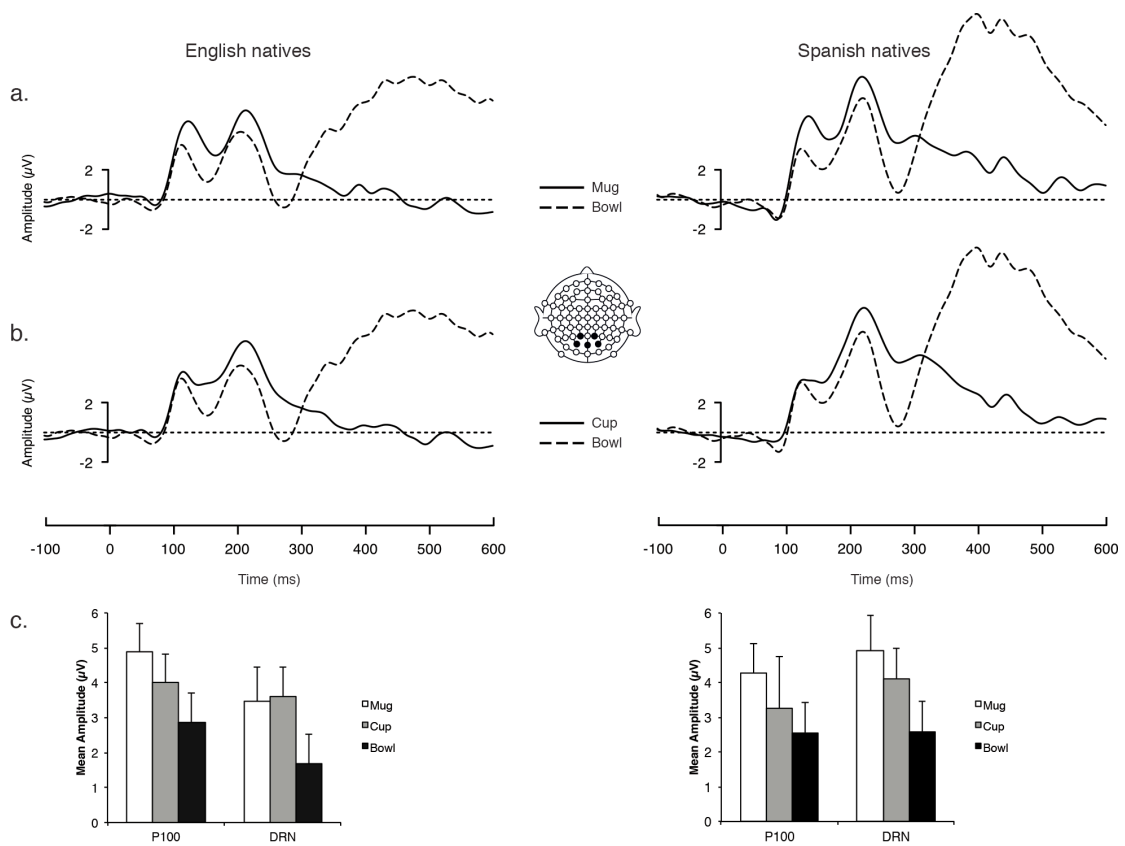 English natives
Spanish natives
a.
Amplitude (µV)
2
-2
2
-2
Mug
Bowl
b.
Amplitude (µV)
2
-2
2
-2
Cup
Bowl
-100 0 100 200 300 400 500 600
Time (ms)
-100 0 100 200 300 400 500 600
Time (ms)
c.
Mean Amplitude (µV)
6
5
4
3
2
1
0
P100 DRN
Mug
Cup
Bowl
Mean Amplitude (µV)
6
5
4
3
2
1
0
P100 DRN
Mug
Cup
Bowl